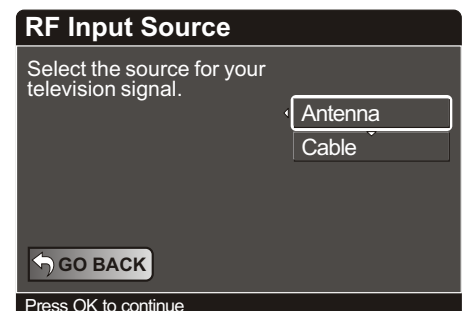 RF Input Source
Select the source for your
television signal.
Antenna
Cable
GO BACK
Press OK to continue